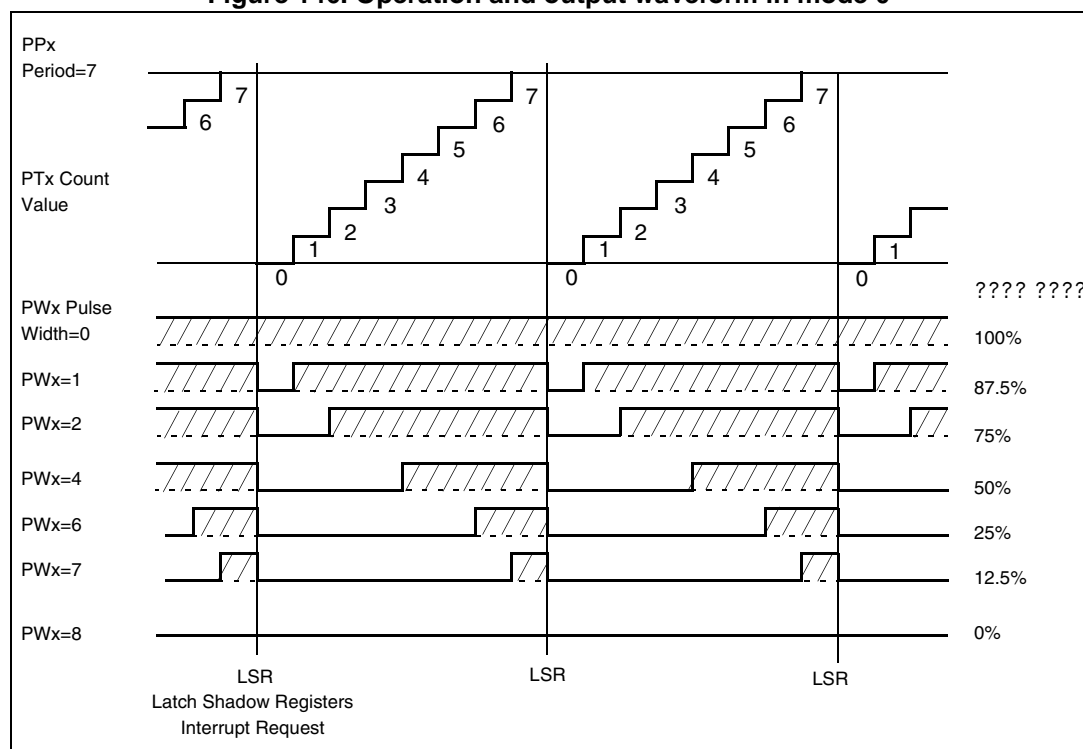 Operation and output waveform in mode
PPx
Period=7
7
6
PTx Count
Value
0
1
2
3
4
5
6
7
0
1
2
3
4
5
6
7
0
1
PWx Pulse
Width=0
???? ????
100%
PWx=1
87.5%
PWx=2
75%
PWx=4
50%
PWx=6
25%
PWx=7
12.5%
PWx=8
0%
LSR
LSR
LSR
Latch Shadow Registers
Interrupt Request